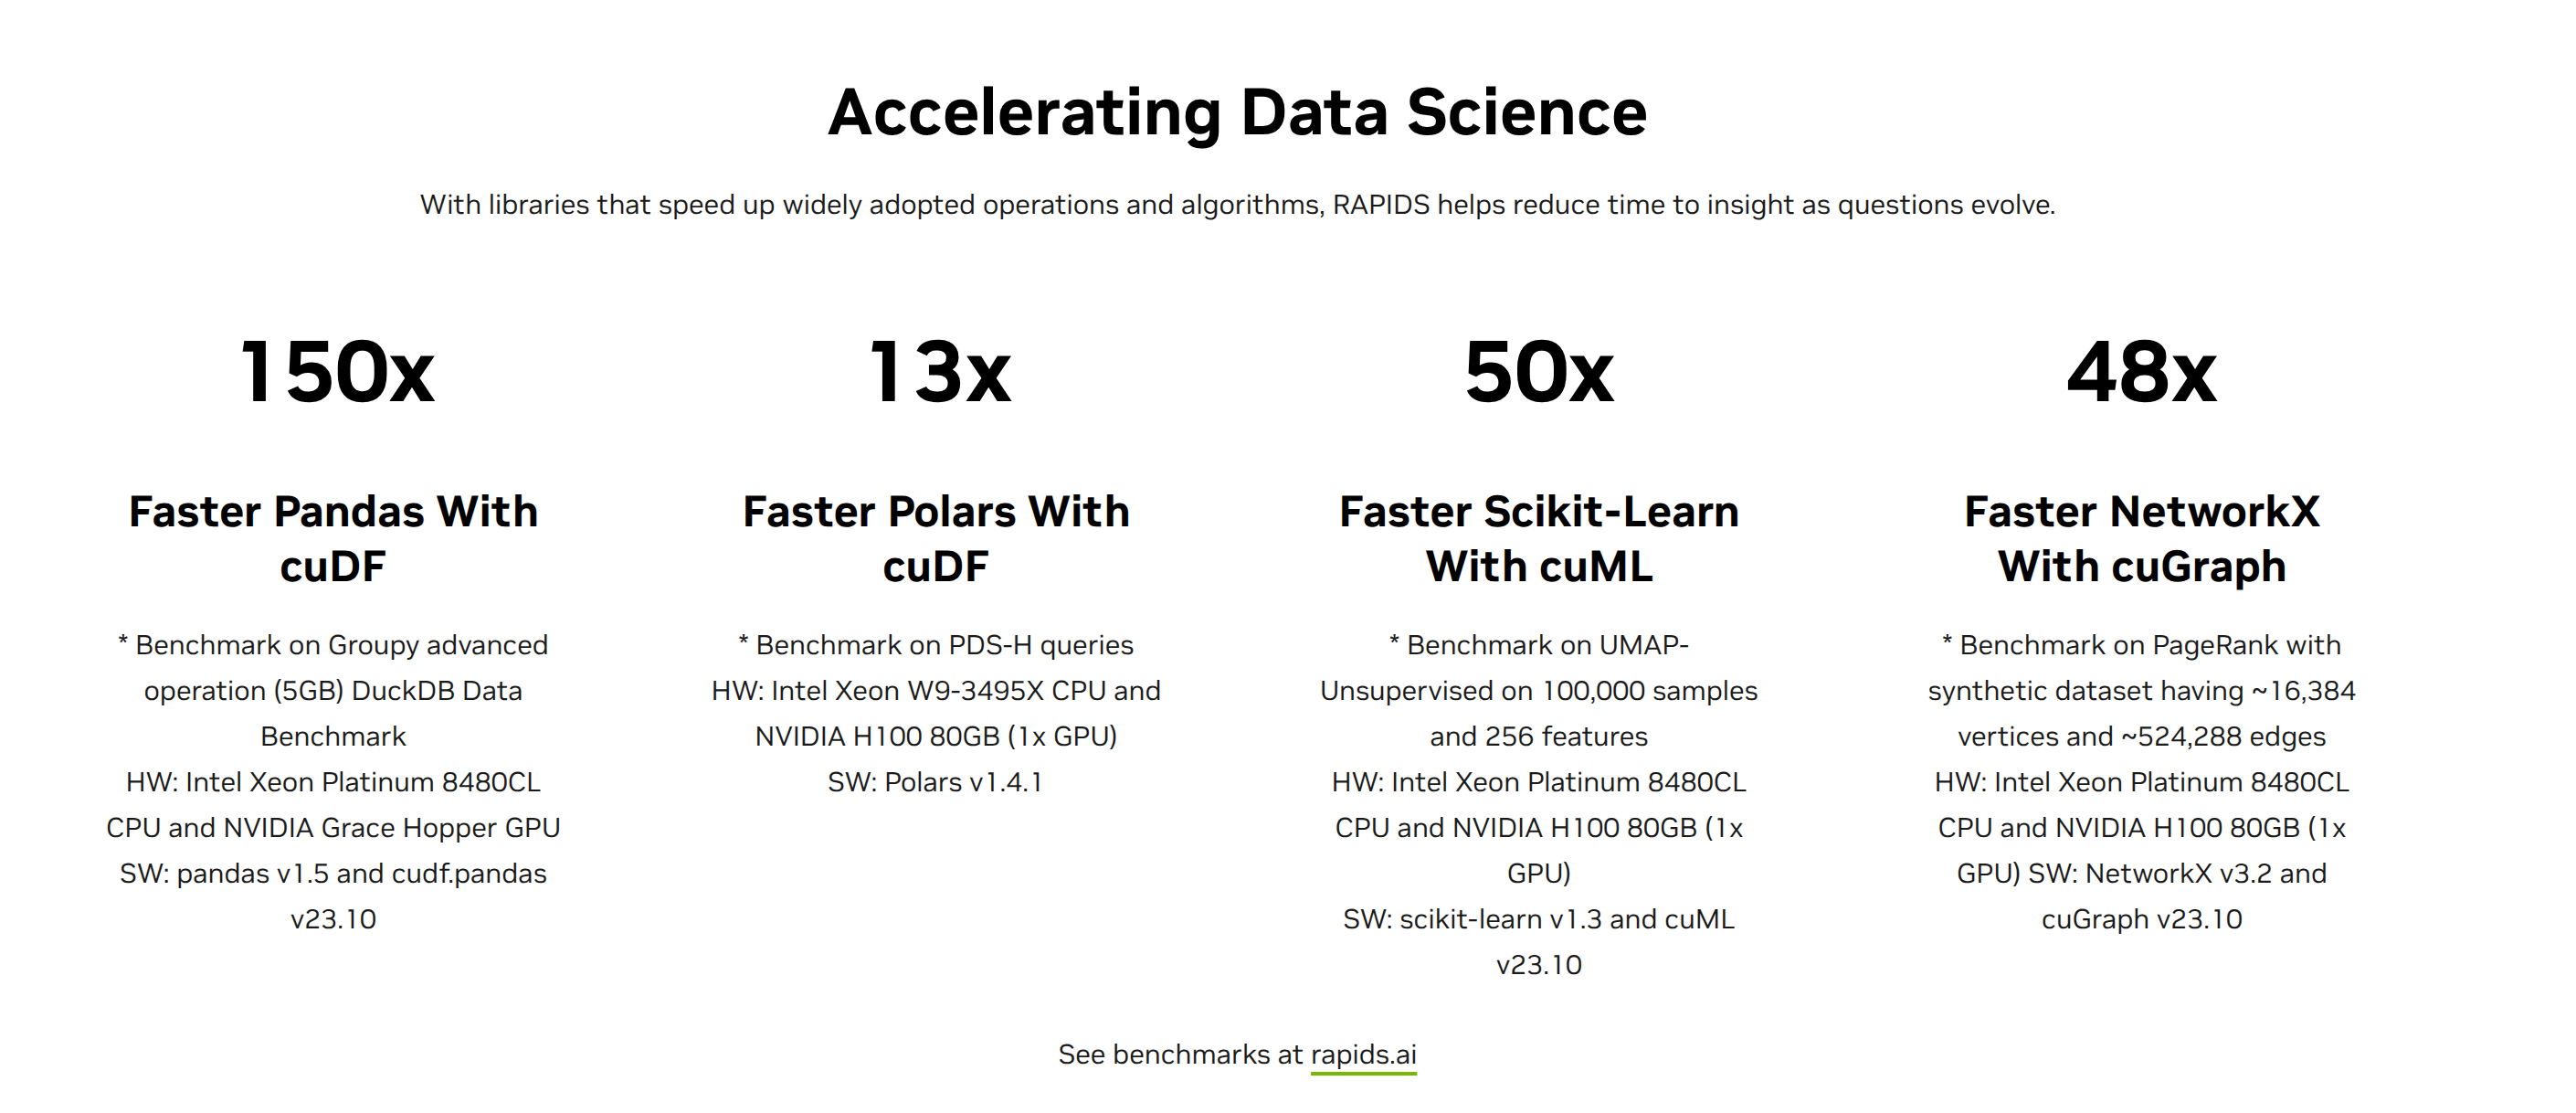 Accelerating Data Science
With libraries that speed up widely adopted operations and algorithms, RAPIDS helps reduce time to insight as questions evolve.
150x
Faster Pandas With
cuDF
* Benchmark on Groupy advanced
operation (5GB) DuckDB Data
Benchmark
HW: Intel Xeon Platinum 8480CL
CPU and NVIDIA Grace Hopper GPU
SW: pandas v1.5 and cudf.pandas
v23.10
13x
Faster Polars With
cuDF
* Benchmark on PDS-H queries
HW: Intel Xeon W9-3495X CPU and
NVIDIA H100 80GB (1x GPU)
SW: Polars v1.4.1
50x
Faster Scikit-Learn
With cuML
* Benchmark on UMAP-
Unsupervised on 100,000 samples
and 256 features
HW: Intel Xeon Platinum 8480CL
CPU and NVIDIA H100 80GB (1x
GPU)
SW: scikit-learn v1.3 and cuML
v23.10
48x
Faster NetworkX
With cuGraph
* Benchmark on PageRank with
synthetic dataset having ~16,384
vertices and ~524,288 edges
HW: Intel Xeon Platinum 8480CL
CPU and NVIDIA H100 80GB (1x
GPU) SW: NetworkX v3.2 and
cuGraph v23.10
See benchmarks at rapids.ai